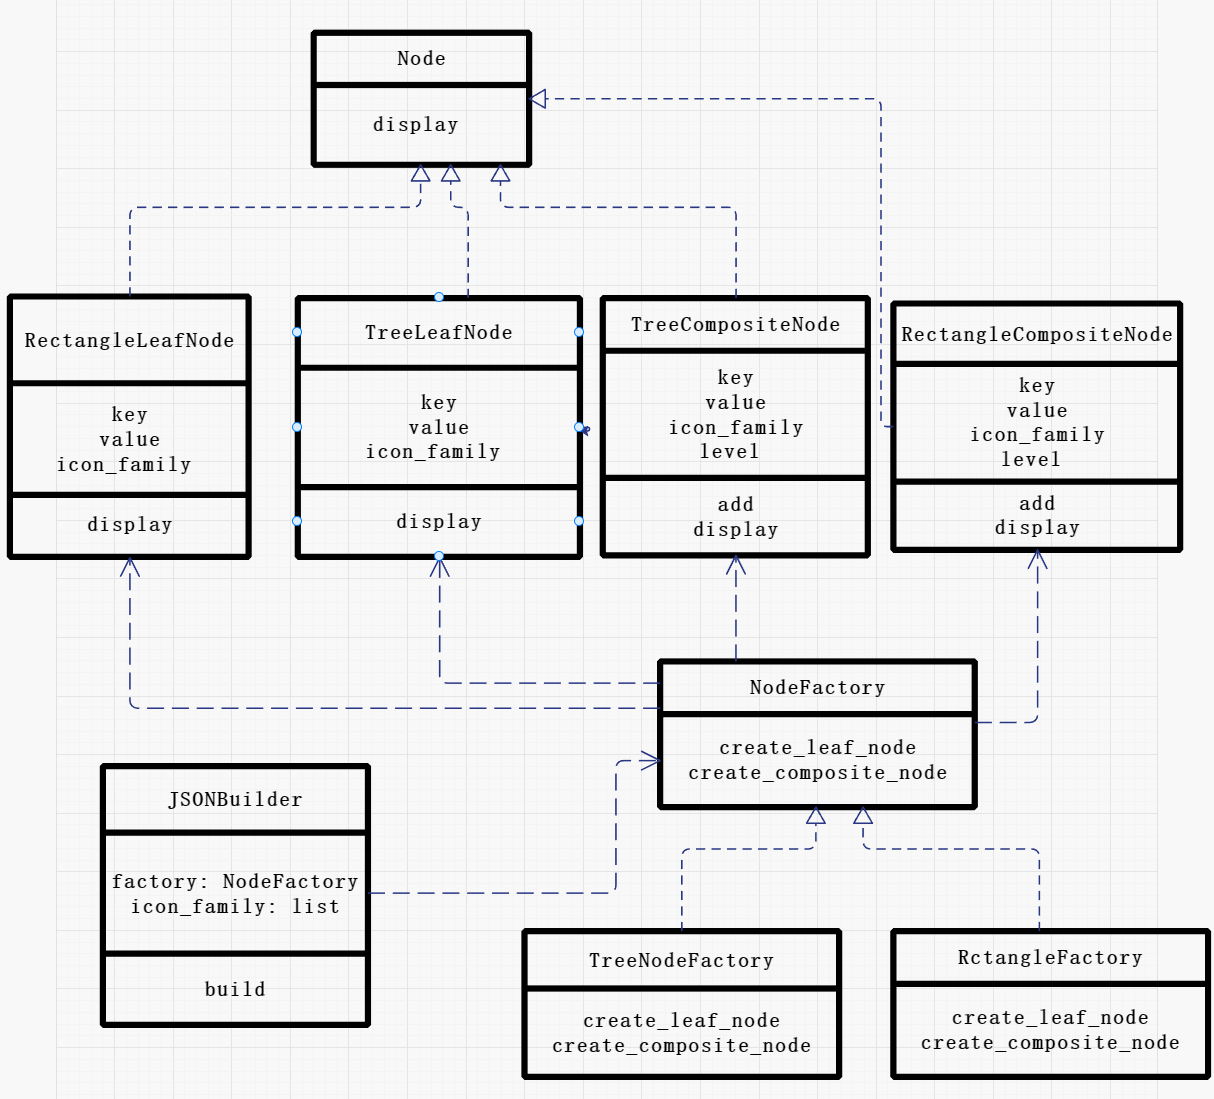 Node
display
RectangleLeafNode
key
value
icon_family
display
TreeLeafNode
key
value
icon_family
display
TreeCompositeNode
key
value
icon_family
level
add
display
RectangleCompositeNode
key
value
icon_family
level
add
display
NodeFactory
create_leaf_node
create_composite_node
JSONBuilder
factory: NodeFactory
icon_family: list
build
TreeNodeFactory
create_leaf_node
create_composite_node
RctangleFactory
create_leaf_node
create_composite_node